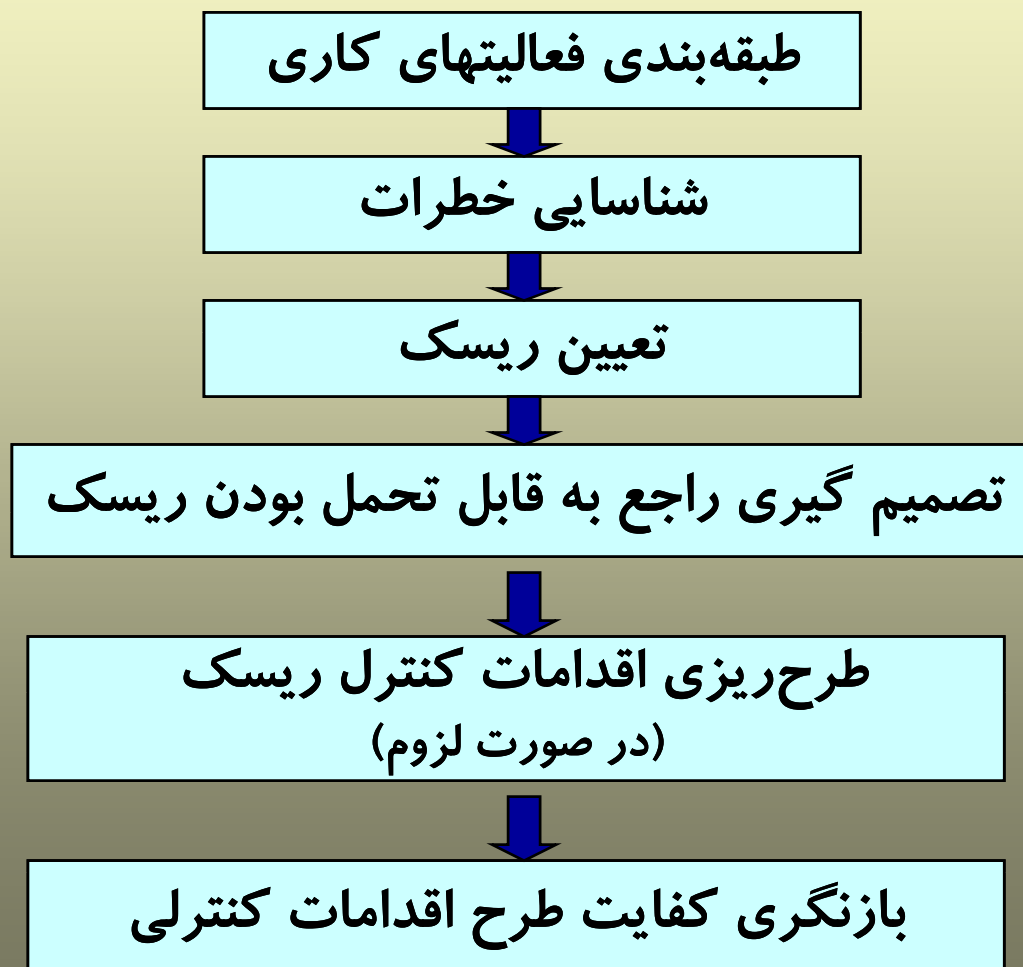 طبقه‌بندی فعالیتهای کاری
شناسایی خطرات
تعیین ریسک
تصمیم گیری راجع به قابل تحمل بودن ریسک
طرح‌ریزی اقدامات کنترل ریسک
(در صورت لزوم)
بازنگری کفایت طرح اقدامات کنترلی